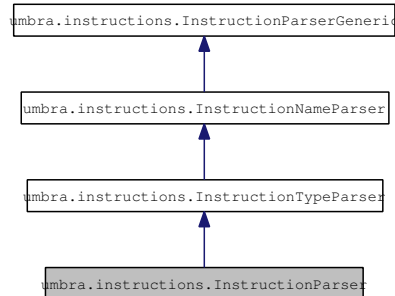 umbra.instructions.InstructionParserGeneric
umbra.instructions.InstructionNameParser
umbra.instructions.InstructionTypeParser
umbra.instructions.InstructionParser